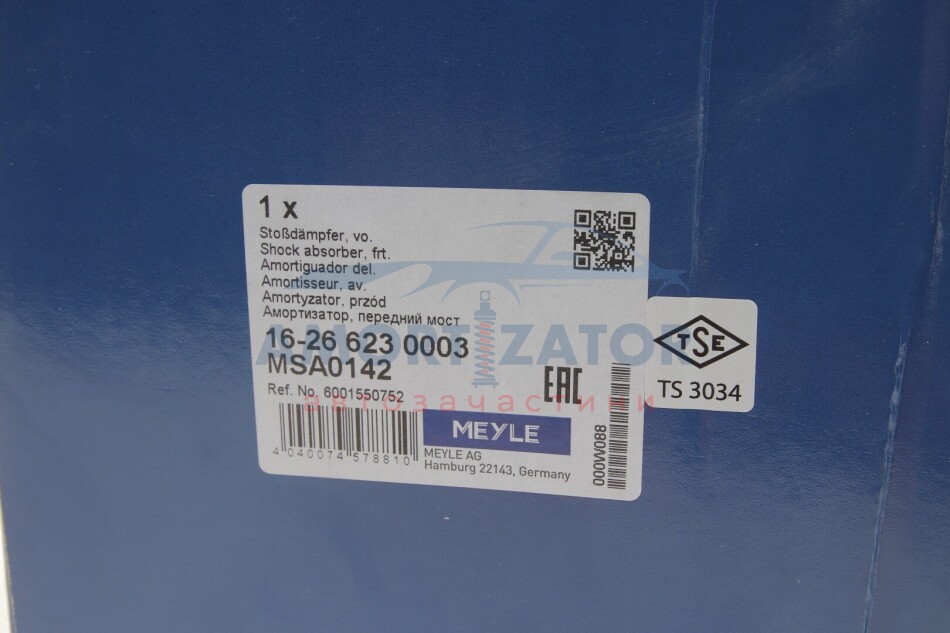 1 x
Stoßdämpfer, vo.
Shock absorber, frt.
Amortiguador del.
Amortisseur, av.
Amortyzator, przód
Амортизатор, передний мост
16-26 623 0003
MSA0142
Ref. No. 6001550752
4 040074 578810
MEYLE
MEYLE AG
Hamburg 22143, Germany
EAC
000W088
TSE
TS 3034
AMORTIZATOR
автозачастини